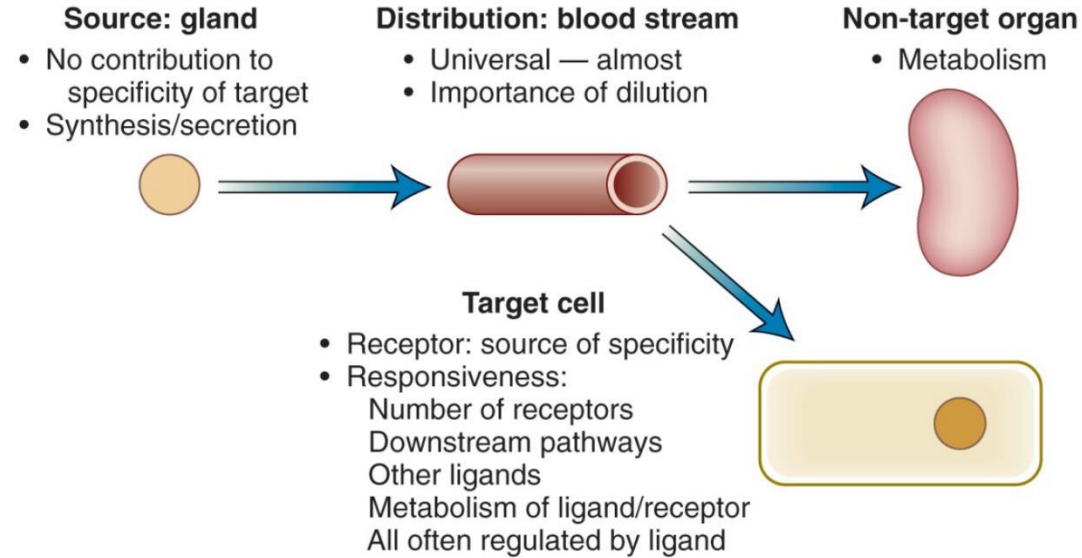 Source: gland
• No contribution to
specificity of target
• Synthesis/secretion
Distribution: blood stream
• Universal — almost
• Importance of dilution
Non-target organ
• Metabolism
Target cell
• Receptor: source of specificity
• Responsiveness:
Number of receptors
Downstream pathways
Other ligands
Metabolism of ligand/receptor
All often regulated by ligand